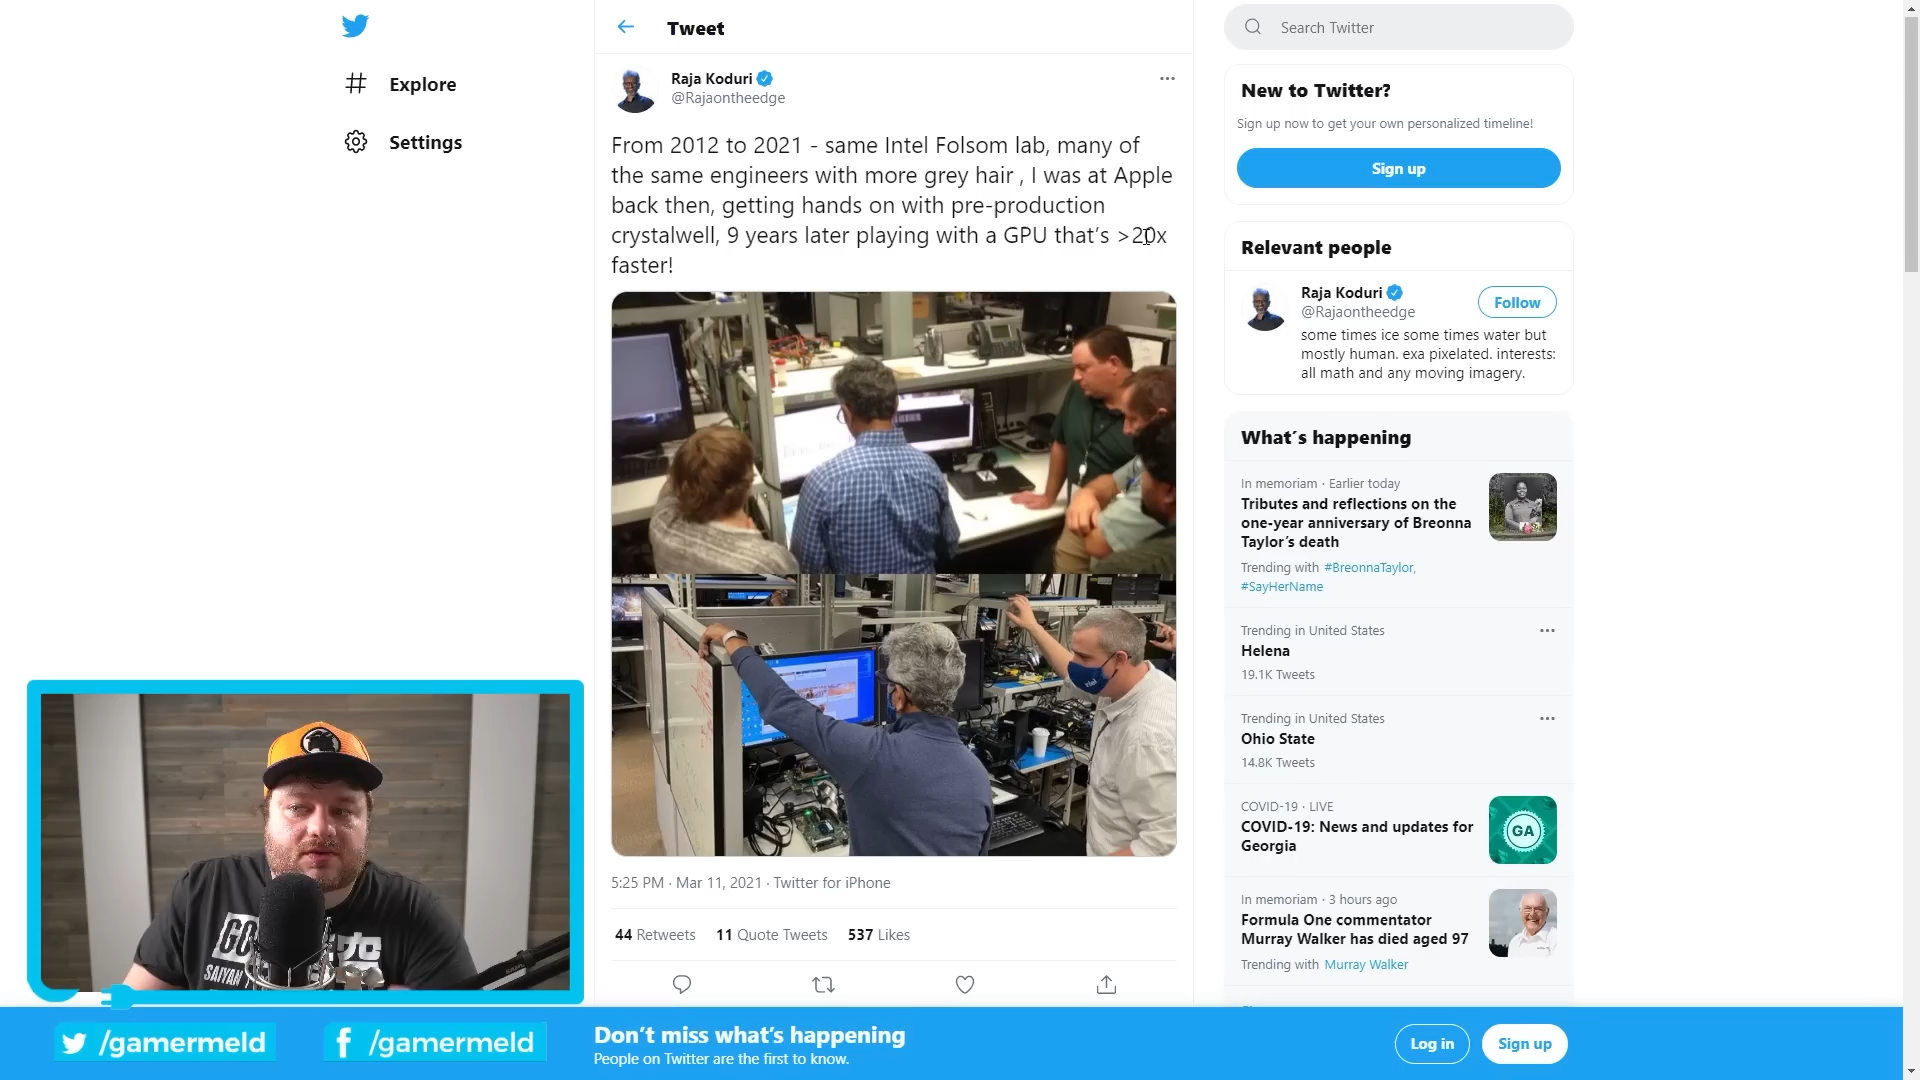 Explore
Settings
Tweet
Raja Koduri
@Rajaontheedge
From 2012 to 2021 - same Intel Folsom lab, many of
the same engineers with more grey hair , I was at Apple
back then, getting hands on with pre-production
crystalwell, 9 years later playing with a GPU that's >20x
faster!
5:25 PM · Mar 11, 2021 · Twitter for iPhone
44 Retweets 11 Quote Tweets 537 Likes
Search Twitter
New to Twitter?
Sign up now to get your own personalized timeline!
Sign up
Relevant people
Raja Koduri
@Rajaontheedge
Follow
some times ice some times water but
mostly human. exa pixelated. interests:
all math and any moving imagery.
What's happening
In memoriam · Earlier today
Tributes and reflections on the
one-year anniversary of Breonna
Taylor's death
Trending with #BreonnaTaylor,
#SayHerName
Trending in United States
Helena
19.1K Tweets
Trending in United States
Ohio State
14.8K Tweets
COVID-19 · LIVE
COVID-19: News and updates for
Georgia
GA
In memoriam · 3 hours ago
Formula One commentator
Murray Walker has died aged 97
Trending with Murray Walker
SAIYAN
/gamermeld
/gamermeld
Don't miss what's happening
People on Twitter are the first to know.
Log in
Sign up